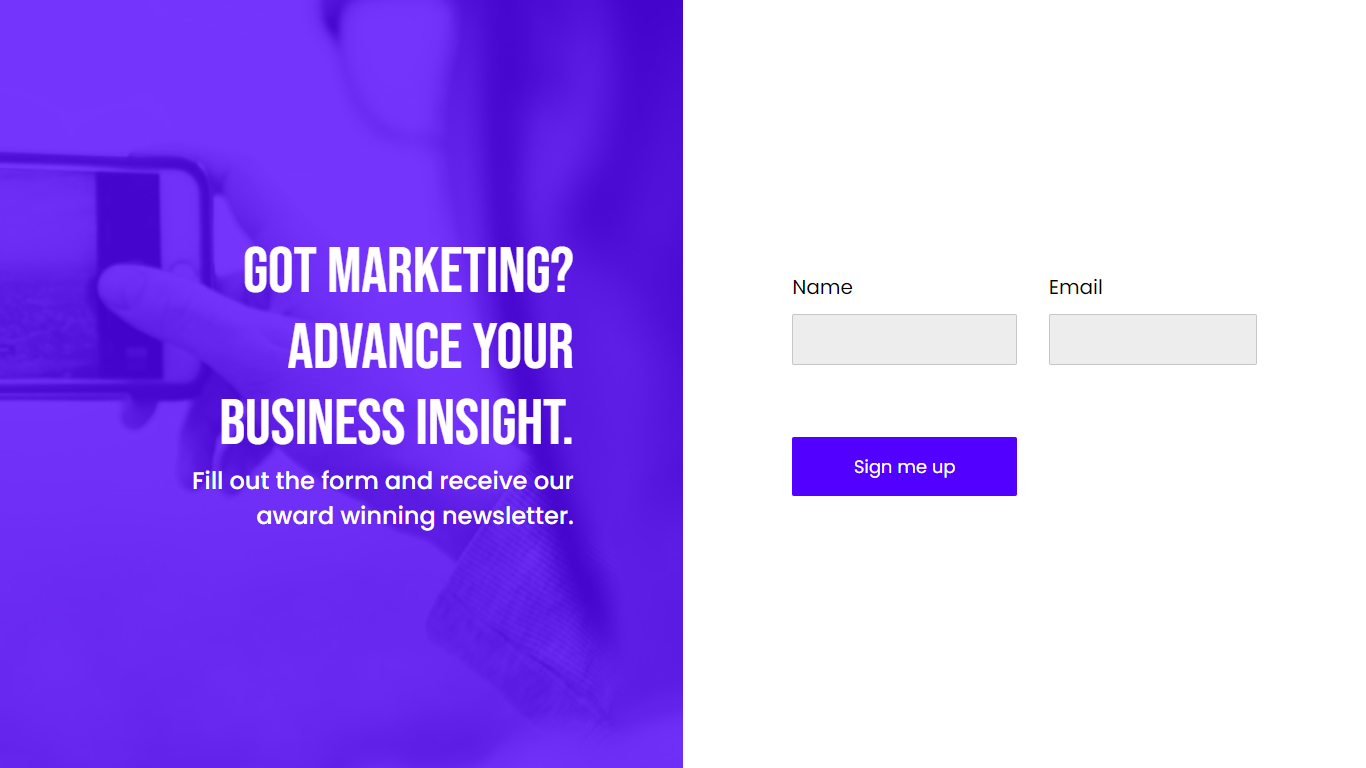 GOT MARKETING?
ADVANCE YOUR
BUSINESS INSIGHT.
Fill out the form and receive our
award winning newsletter.
Name
Email
Sign me up